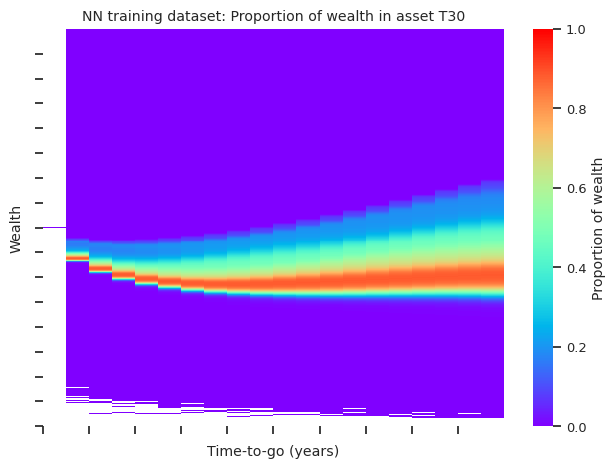 NN training dataset: Proportion of wealth in asset T30
Wealth
Time-to-go (years)
1.0
0.8
0.6
0.4
0.2
0.0
Proportion of wealth